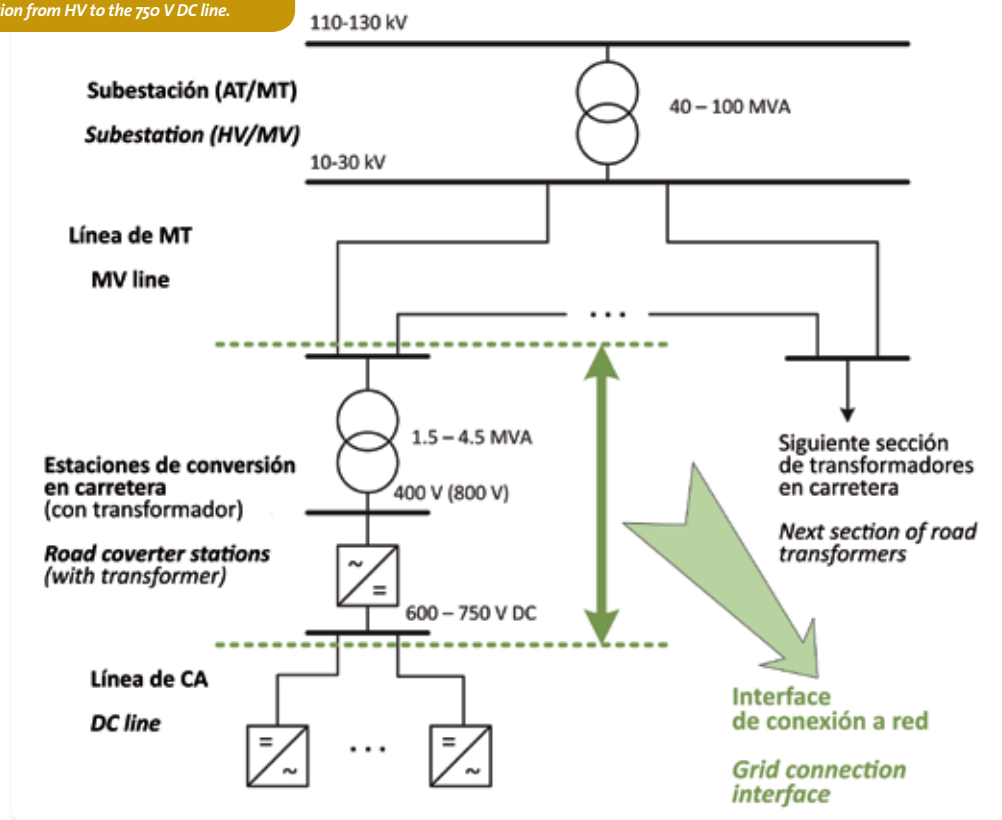 ion from HV to the 750 V DC line.
110-130 kV
Subestación (AT/MT)
Subestation (HV/MV)
40 – 100 MVA
10-30 kV
Línea de MT
MV line
...
1.5 – 4.5 MVA
400 V (800 V)
Estaciones de conversión
en carretera
(con transformador)
Road coverter stations
(with transformer)
~
=
600 – 750 V DC
Siguiente sección
de transformadores
en carretera
Next section of road
transformers
Línea de CA
DC line
=
~
...
=
~
Interface
de conexión a red
Grid connection
interface